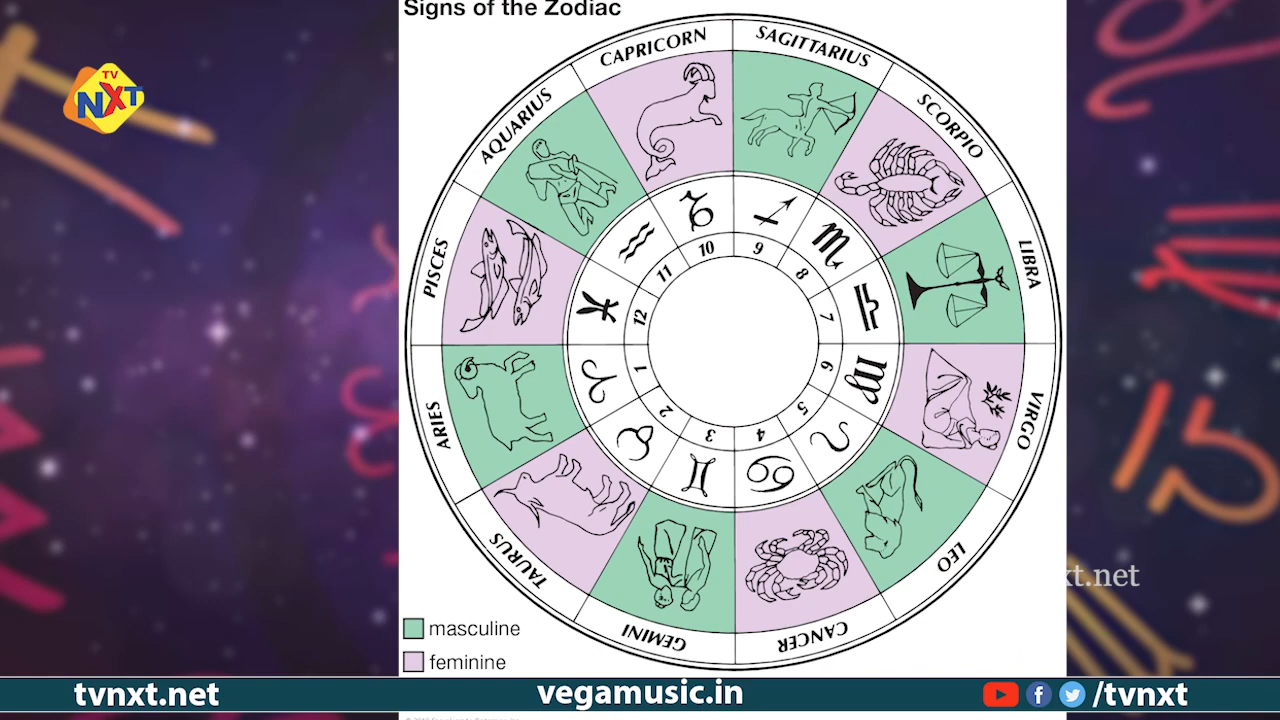 Signs of the Zodiac
TV
NXT
CAPRICORN
SAGITTARIUS
AQUARIUS
SCORPIO
PISCES
LIBRA
ARIES
VIRGO
TAURUS
LEO
GEMINI
CANCER
10
9
11
8
12
7
1
6
2
5
3
4
xt.net
masculine
feminine
tvnxt.net
vegamusic.in
/tvnxt